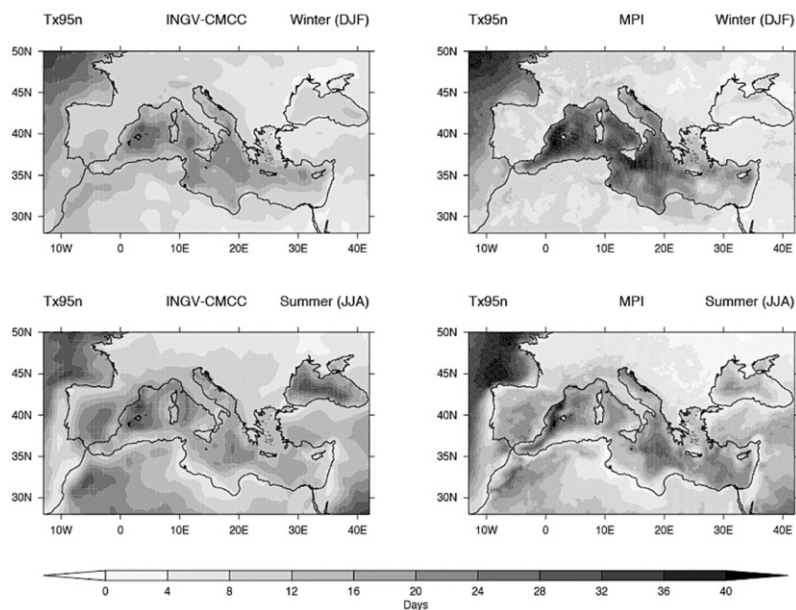 Tx95n INGV-CMCC Winter (DJF)
50N
45N
40N
35N
30N
10W 0 10E 20E 30E 40E
Tx95n MPI Winter (DJF)
50N
45N
40N
35N
30N
10W 0 10E 20E 30E 40E
Tx95n INGV-CMCC Summer (JJA)
50N
45N
40N
35N
30N
10W 0 10E 20E 30E 40E
Tx95n MPI Summer (JJA)
50N
45N
40N
35N
30N
10W 0 10E 20E 30E 40E
0 4 8 12 16 20 24 28 32 36 40
Days